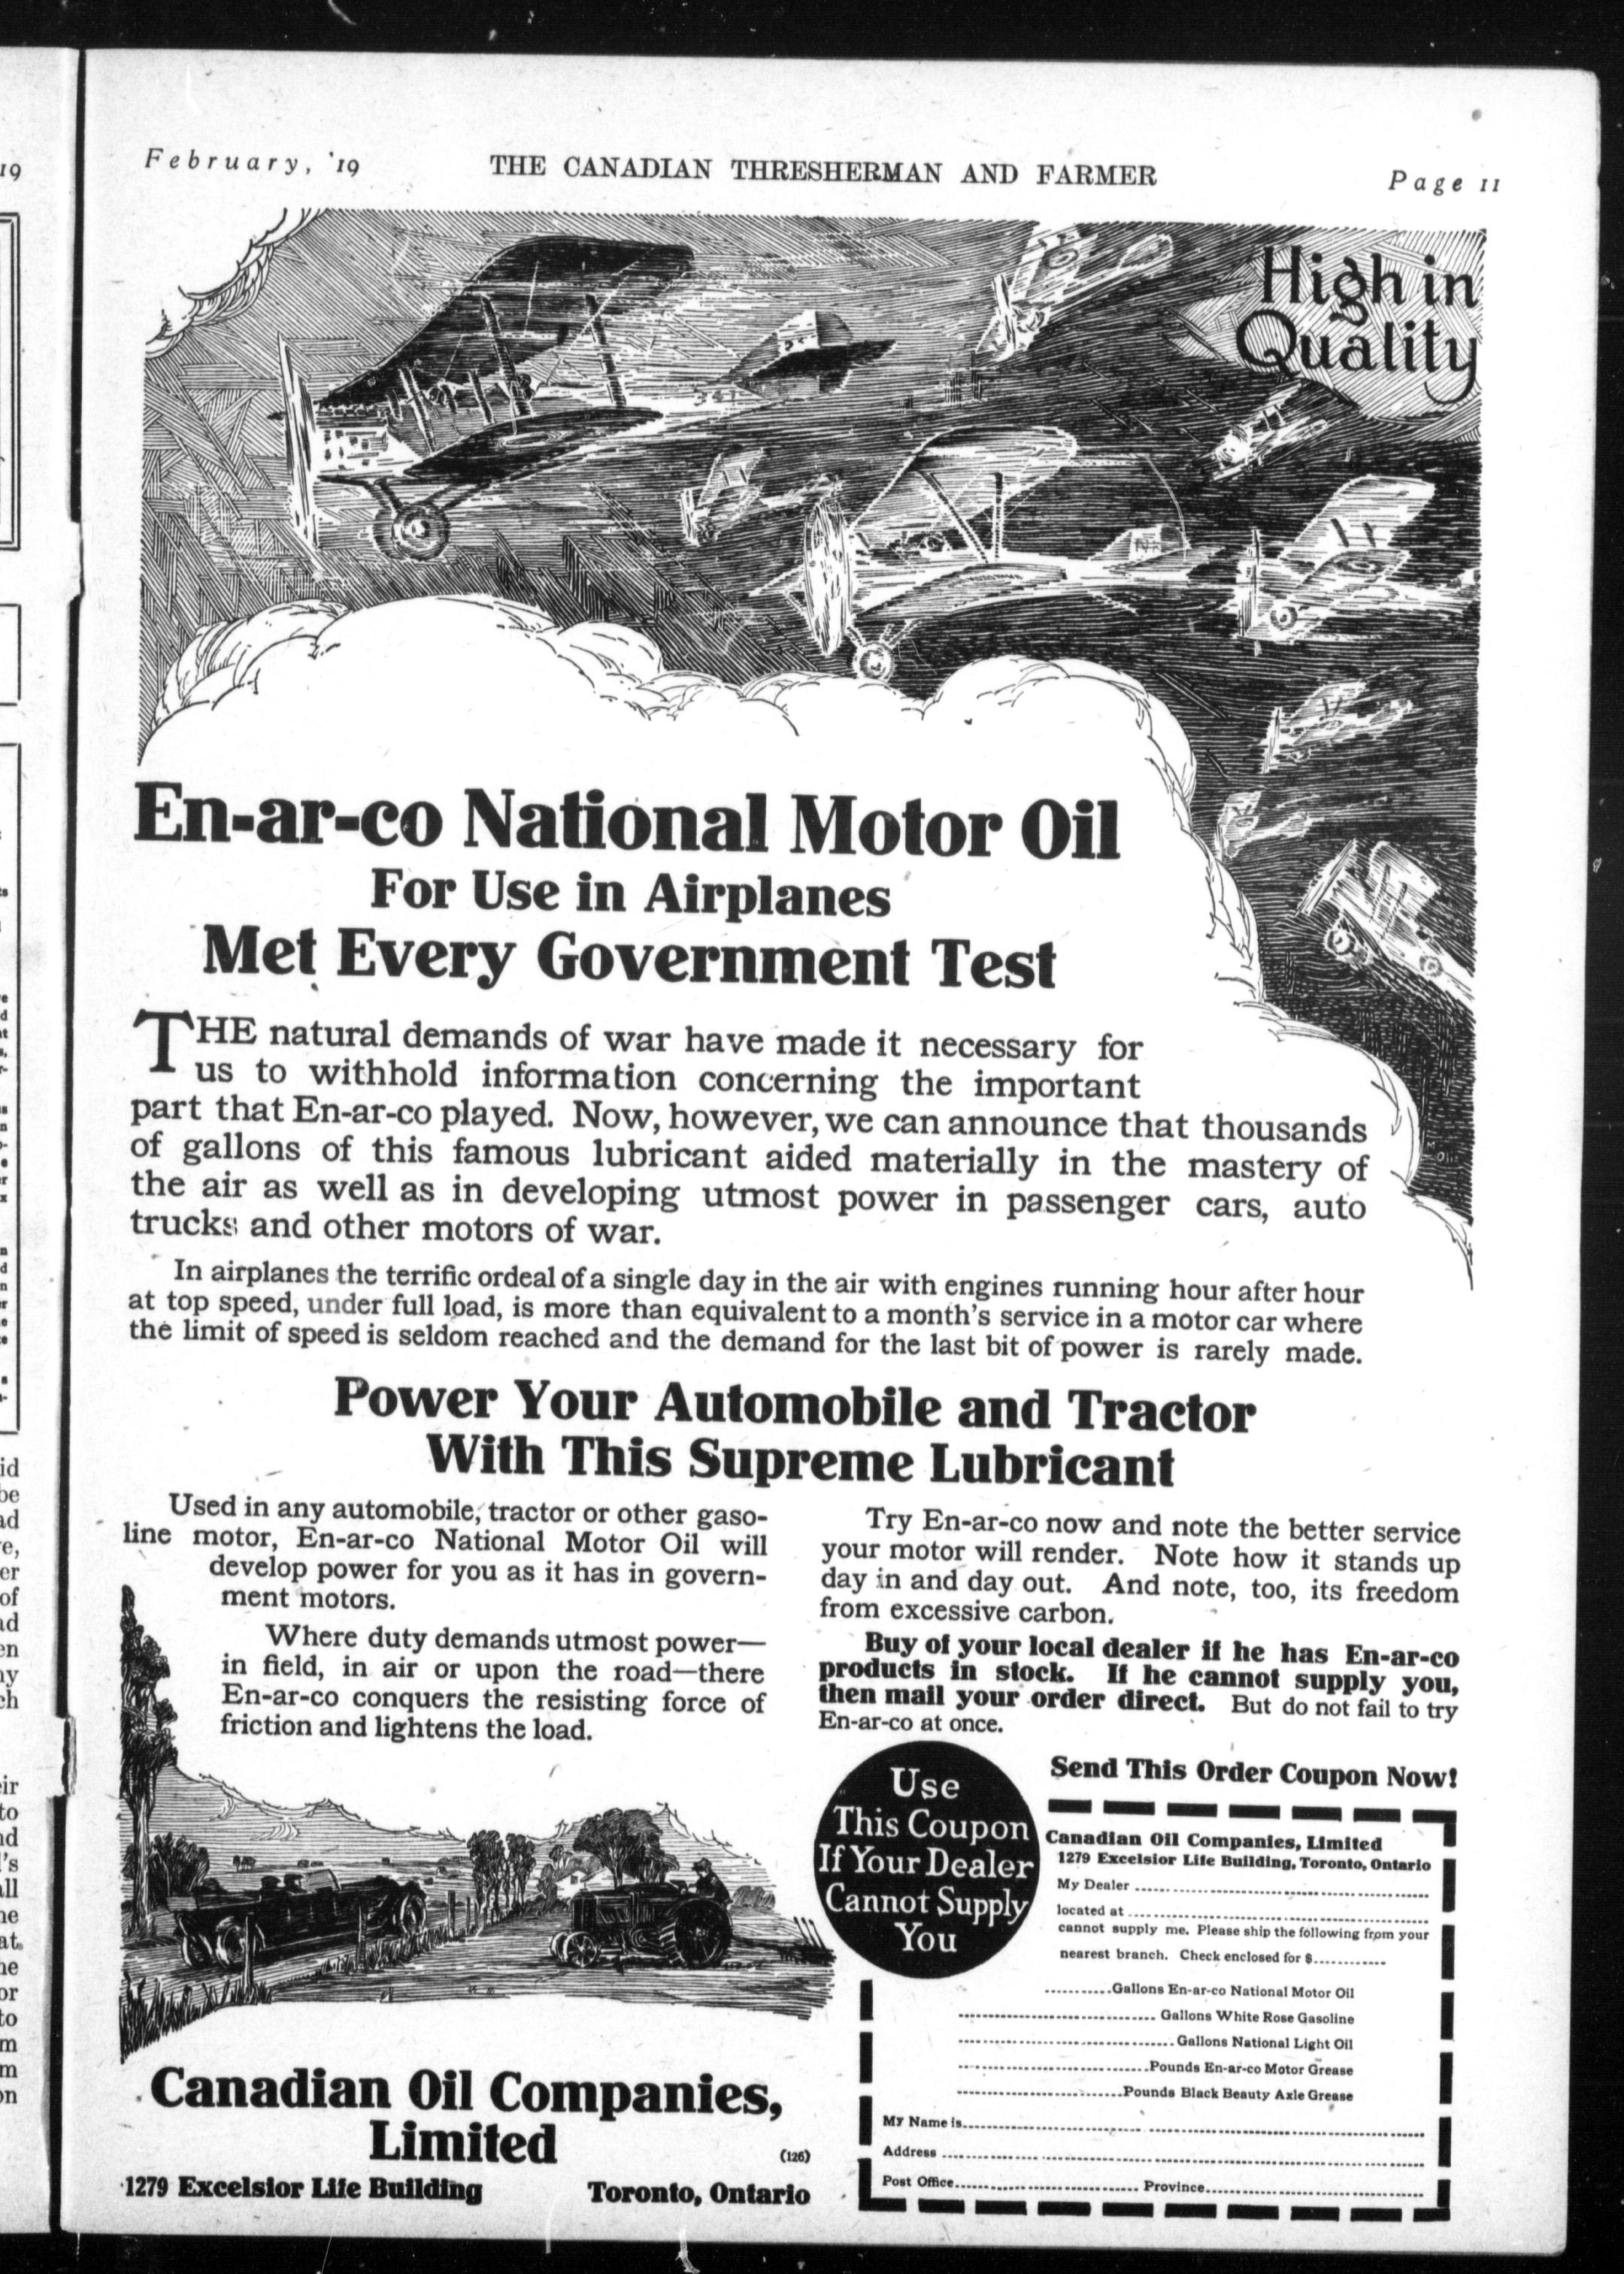 February, '19
THE CANADIAN THRESHERMAN AND FARMER
Page 11
High in
Quality
En-ar-co National Motor Oil
For Use in Airplanes
Met Every Government Test
THE natural demands of war have made it necessary for
us to withhold information concerning the important
part that En-ar-co played. Now, however, we can announce that thousands
of gallons of this famous lubricant aided materially in the mastery of
the air as well as in developing utmost power in passenger cars, auto
trucks and other motors of war.
In airplanes the terrific ordeal of a single day in the air with engines running hour after hour
at top speed, under full load, is more than equivalent to a month's service in a motor car where
the limit of speed is seldom reached and the demand for the last bit of power is rarely made.
Power Your Automobile and Tractor
With This Supreme Lubricant
Used in any automobile, tractor or other gaso-
line motor, En-ar-co National Motor Oil will
develop power for you as it has in govern-
ment motors.
Where duty demands utmost power—
in field, in air or upon the road—there
En-ar-co conquers the resisting force of
friction and lightens the load.
Try En-ar-co now and note the better service
your motor will render. Note how it stands up
day in and day out. And note, too, its freedom
from excessive carbon.
Buy of your local dealer if he has En-ar-co
products in stock. If he cannot supply you,
then mail your order direct. But do not fail to try
En-ar-co at once.
Use
This Coupon
If Your Dealer
Cannot Supply
You
Send This Order Coupon Now!
Canadian Oil Companies, Limited
1279 Excelsior Life Building, Toronto, Ontario
My Dealer
located at
cannot supply me. Please ship the following from your
nearest branch. Check enclosed for $
Gallons En-ar-co National Motor Oil
Gallons White Rose Gasoline
Gallons National Light Oil
Pounds En-ar-co Motor Grease
Pounds Black Beauty Axle Grease
My Name is
Address
Post Office Province
Canadian Oil Companies,
Limited
(126)
1279 Excelsior Life Building Toronto, Ontario